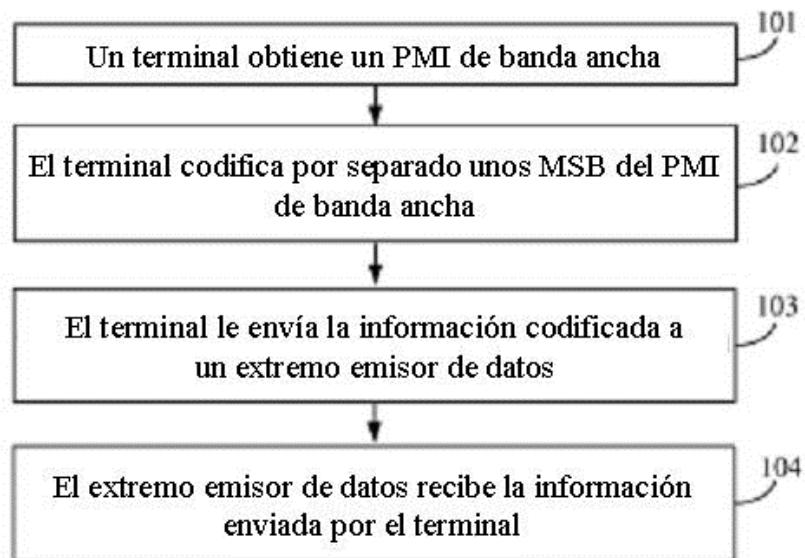 101
Un terminal obtiene un PMI de banda ancha
102
El terminal codifica por separado unos MSB del PMI
de banda ancha
103
El terminal le envía la información codificada a
un extremo emisor de datos
104
El extremo emisor de datos recibe la información
enviada por el terminal